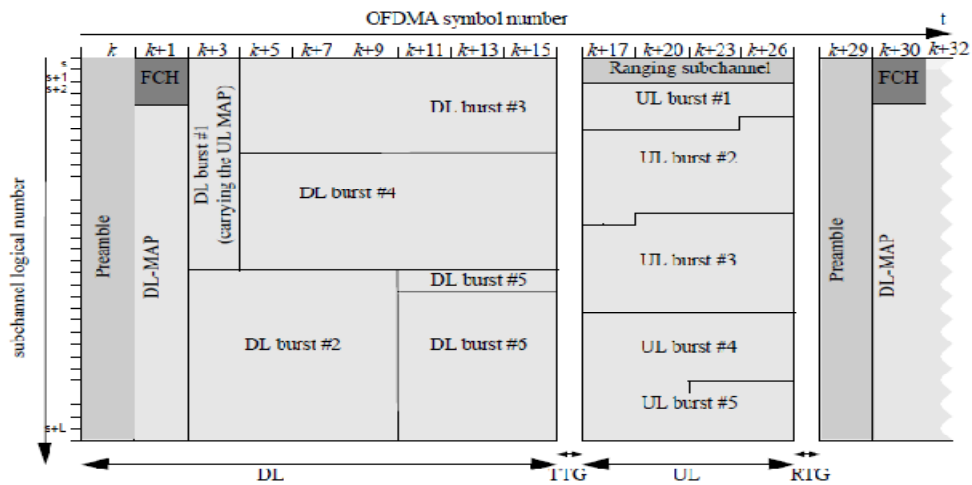 OFDMA symbol number
t
k k+1 k+3 k+5 k+7 k+9 k+11 k+13 k+15 k+17 k+20 k+23 k+26 k+29 k+30 k+32
s
s+1
s+2
s+L
subchannel logical number
Preamble
FCH
DL-MAP
DL burst #1
(carrying the UL MAP)
DL burst #3
DL burst #4
DL burst #2
DL burst #5
DL burst #6
Ranging subchannel
UL burst #1
UL burst #2
UL burst #3
UL burst #4
UL burst #5
Preamble
FCH
DL-MAP
DL
TTG
UL
RTG